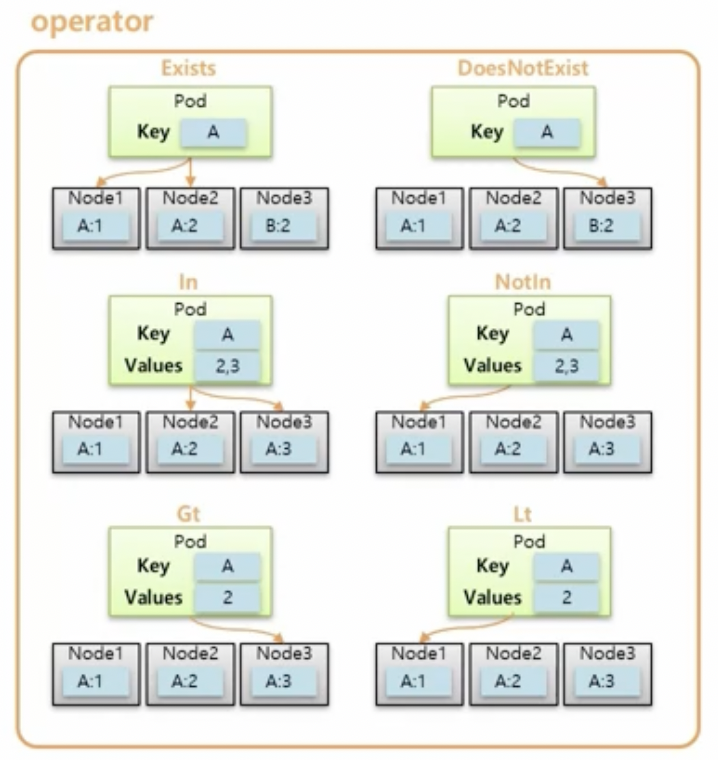 operator
Exists
Pod
Key A
Node1 Node2 Node3
A:1 A:2 B:2
DoesNotExist
Pod
Key A
Node1 Node2 Node3
A:1 A:2 B:2
In
Pod
Key A
Values 2,3
Node1 Node2 Node3
A:1 A:2 A:3
NotIn
Pod
Key A
Values 2,3
Node1 Node2 Node3
A:1 A:2 A:3
Gt
Pod
Key A
Values 2
Node1 Node2 Node3
A:1 A:2 A:3
Lt
Pod
Key A
Values 2
Node1 Node2 Node3
A:1 A:2 A:3